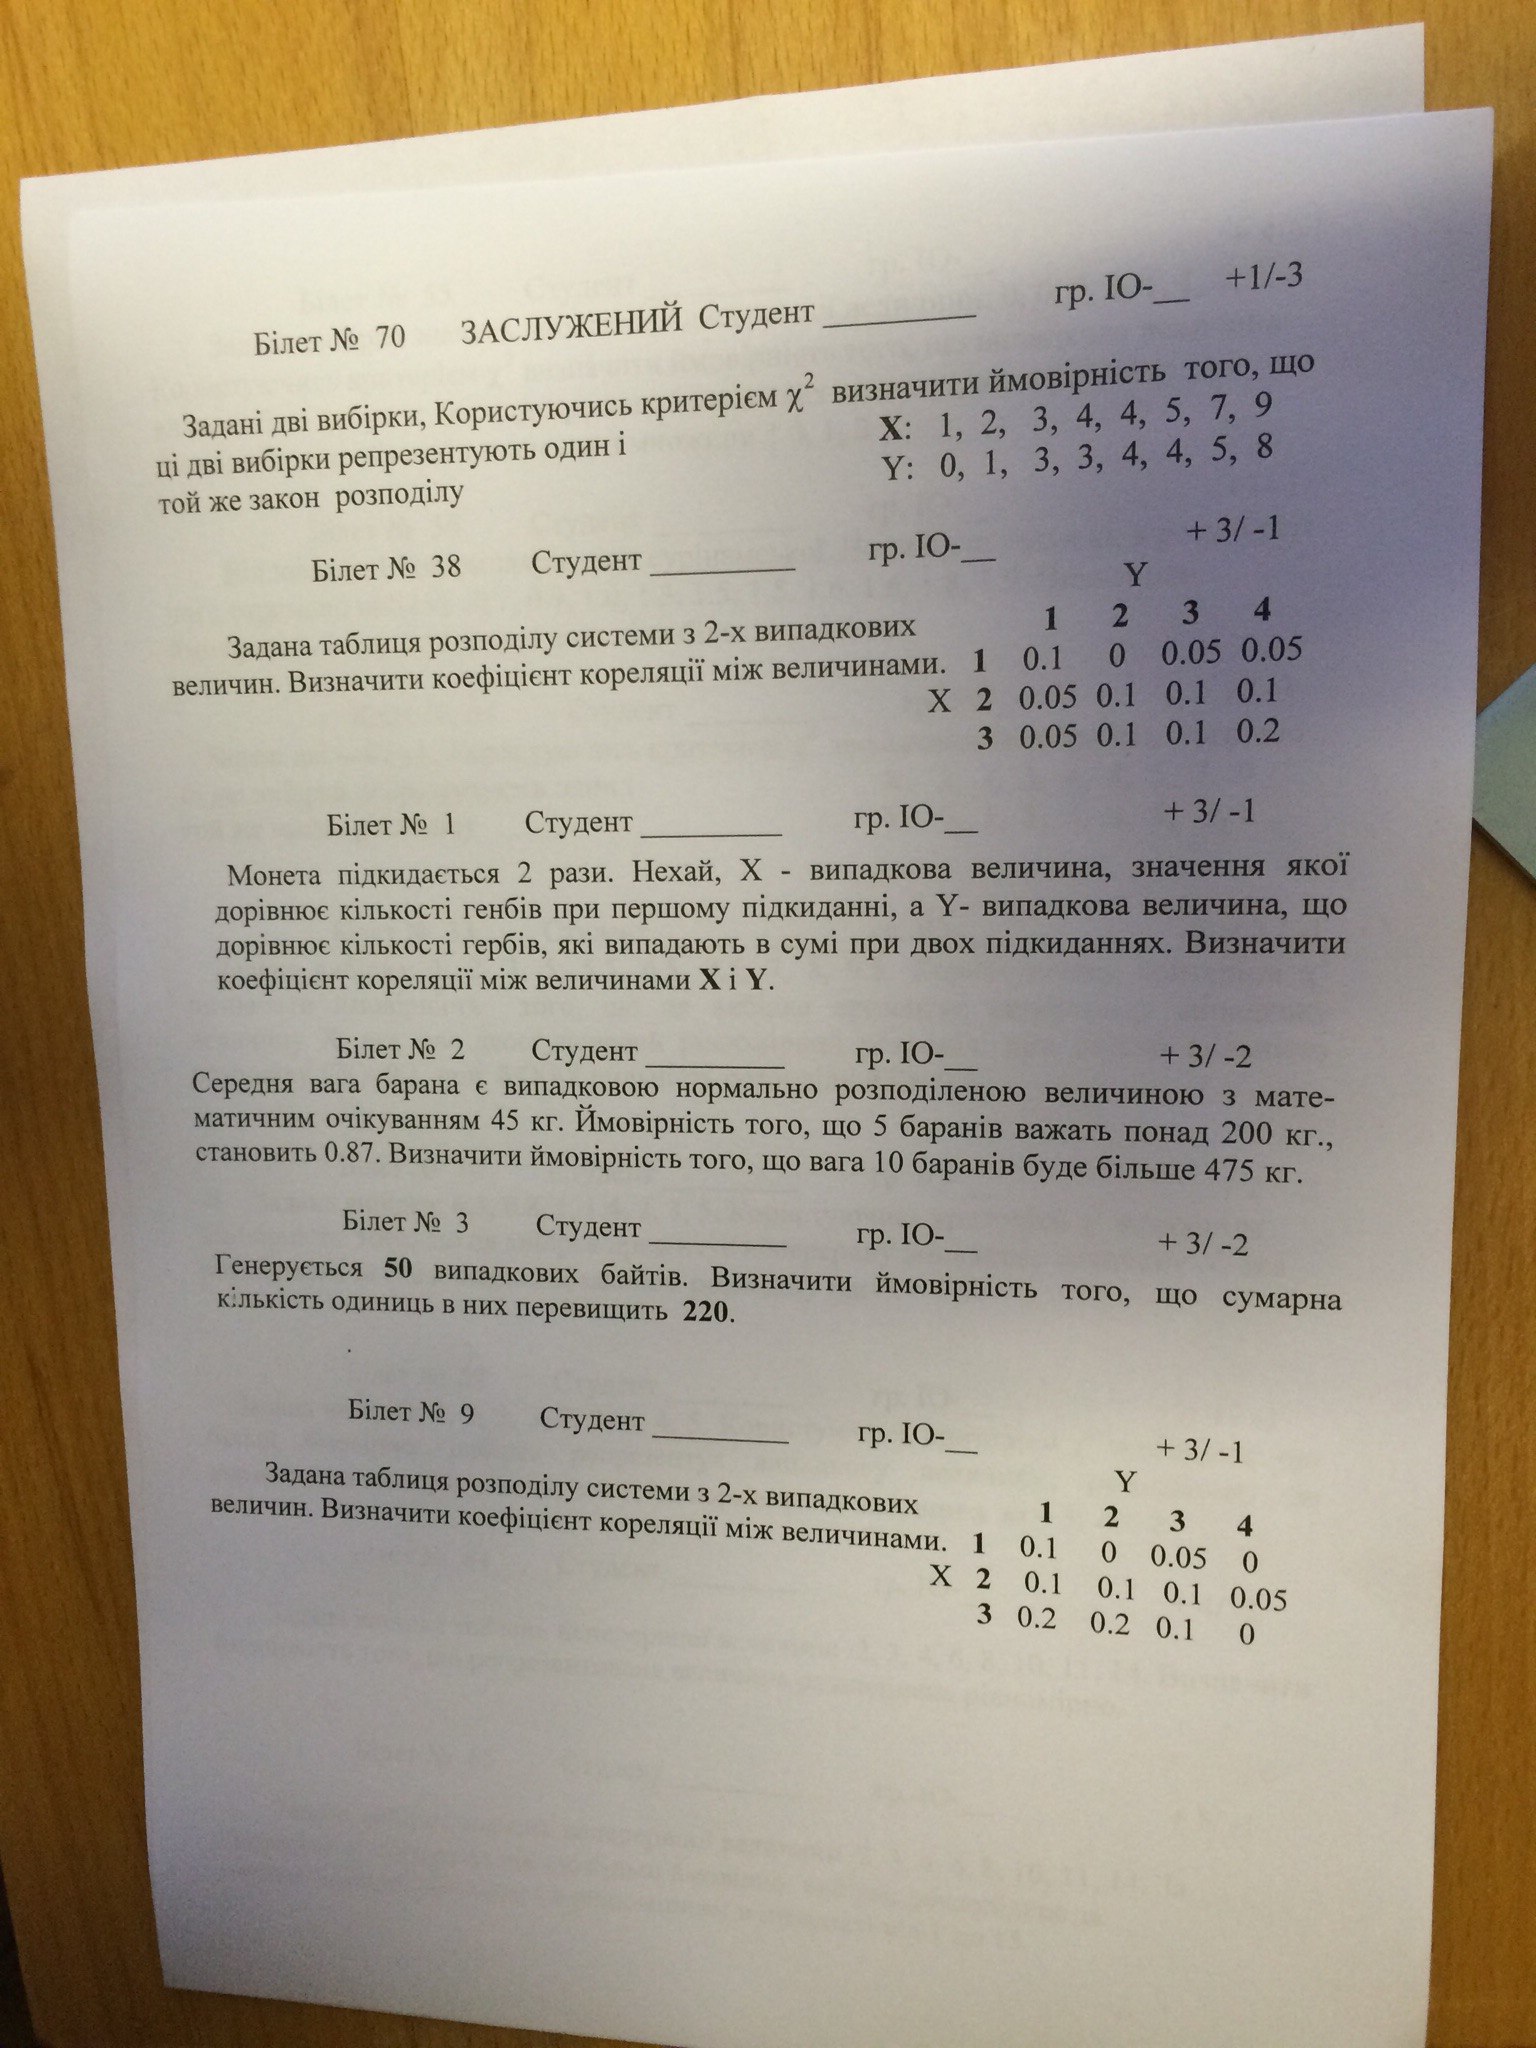 Білет № 70 ЗАСЛУЖЕНИЙ Студент __________ гр. ІО-__ +1/-3
Задані дві вибірки, Користуючись критерієм χ² визначити ймовірність того, що
ці дві вибірки репрезентують один і X: 1, 2, 3, 4, 4, 5, 7, 9
той же закон розподілу Y: 0, 1, 3, 3, 4, 4, 5, 8
Білет № 38 Студент __________ гр. ІО-__ + 3/ -1
Y
1 2 3 4
Задана таблиця розподілу системи з 2-х випадкових
величин. Визначити коефіцієнт кореляції між величинами. 1 0.1 0 0.05 0.05
X 2 0.05 0.1 0.1 0.1
3 0.05 0.1 0.1 0.2
Білет № 1 Студент __________ гр. ІО-__ + 3/ -1
Монета підкидається 2 рази. Нехай, X - випадкова величина, значення якої
дорівнює кількості генбів при першому підкиданні, а Y- випадкова величина, що
дорівнює кількості гербів, які випадають в сумі при двох підкиданнях. Визначити
коефіцієнт кореляції між величинами X і Y.
Білет № 2 Студент __________ гр. ІО-__ + 3/ -2
Середня вага барана є випадковою нормально розподіленою величиною з мате-
матичним очікуванням 45 кг. Ймовірність того, що 5 баранів важать понад 200 кг.,
становить 0.87. Визначити ймовірність того, що вага 10 баранів буде більше 475 кг.
Білет № 3 Студент __________ гр. ІО-__ + 3/ -2
Генерується 50 випадкових байтів. Визначити ймовірність того, що сумарна
кількість одиниць в них перевищить 220.
Білет № 9 Студент __________ гр. ІО-__ + 3/ -1
Y
Задана таблиця розподілу системи з 2-х випадкових 1 2 3 4
величин. Визначити коефіцієнт кореляції між величинами. 1 0.1 0 0.05 0
X 2 0.1 0.1 0.1 0.05
3 0.2 0.2 0.1 0